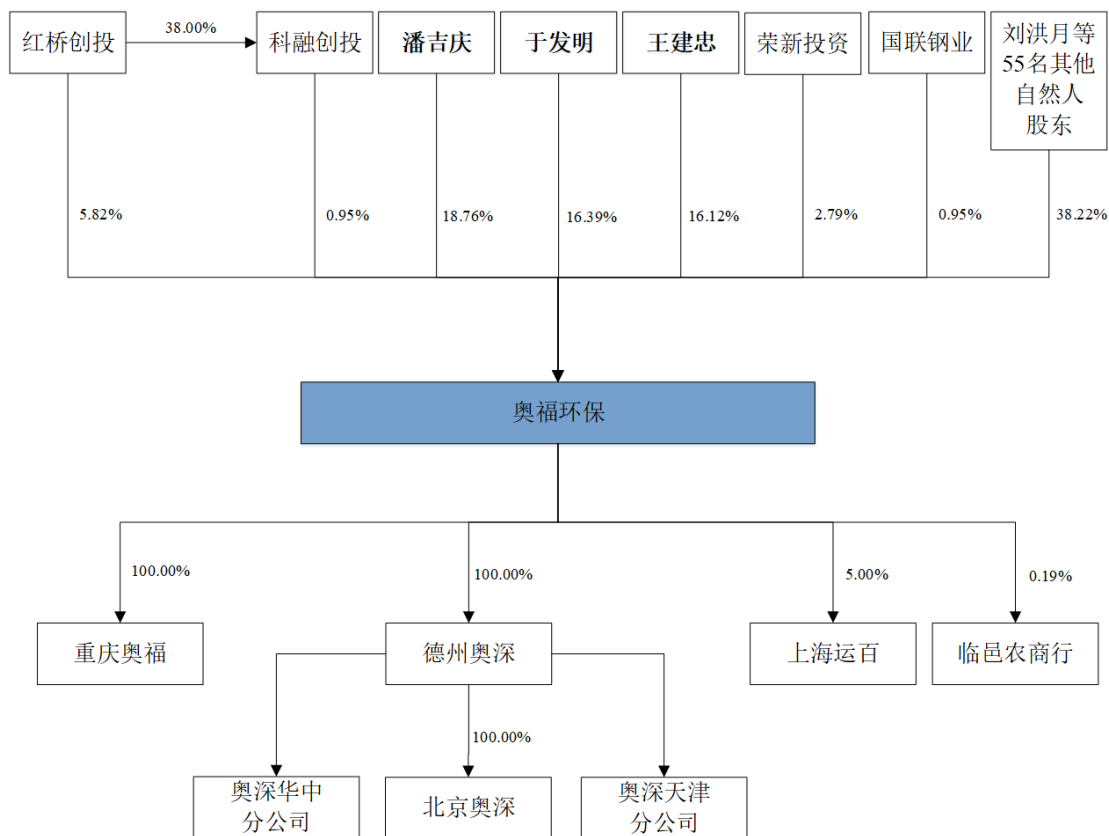 红桥创投
38.00%
科融创投
潘吉庆
于发明
王建忠
荣新投资
国联钢业
刘洪月等
55名其他
自然人
股东
5.82%
0.95%
18.76%
16.39%
16.12%
2.79%
0.95%
38.22%
奥福环保
100.00%
100.00%
5.00%
0.19%
重庆奥福
德州奥深
上海运百
临邑农商行
100.00%
奥深华中
分公司
北京奥深
奥深天津
分公司